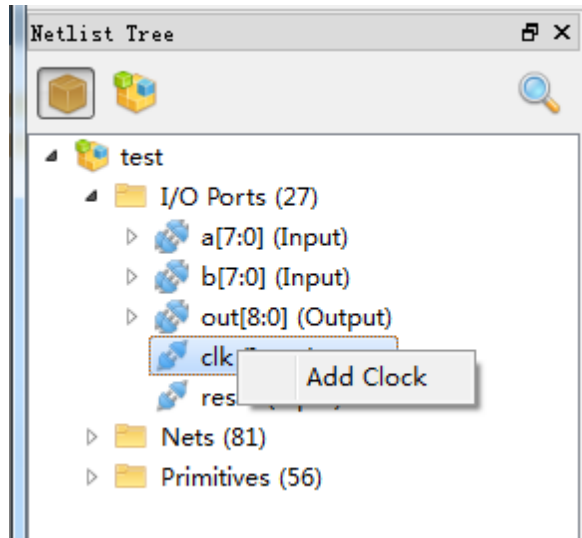 Netlist Tree
test
I/O Ports (27)
a[7:0] (Input)
b[7:0] (Input)
out[8:0] (Output)
clk
Add Clock
Nets (81)
Primitives (56)